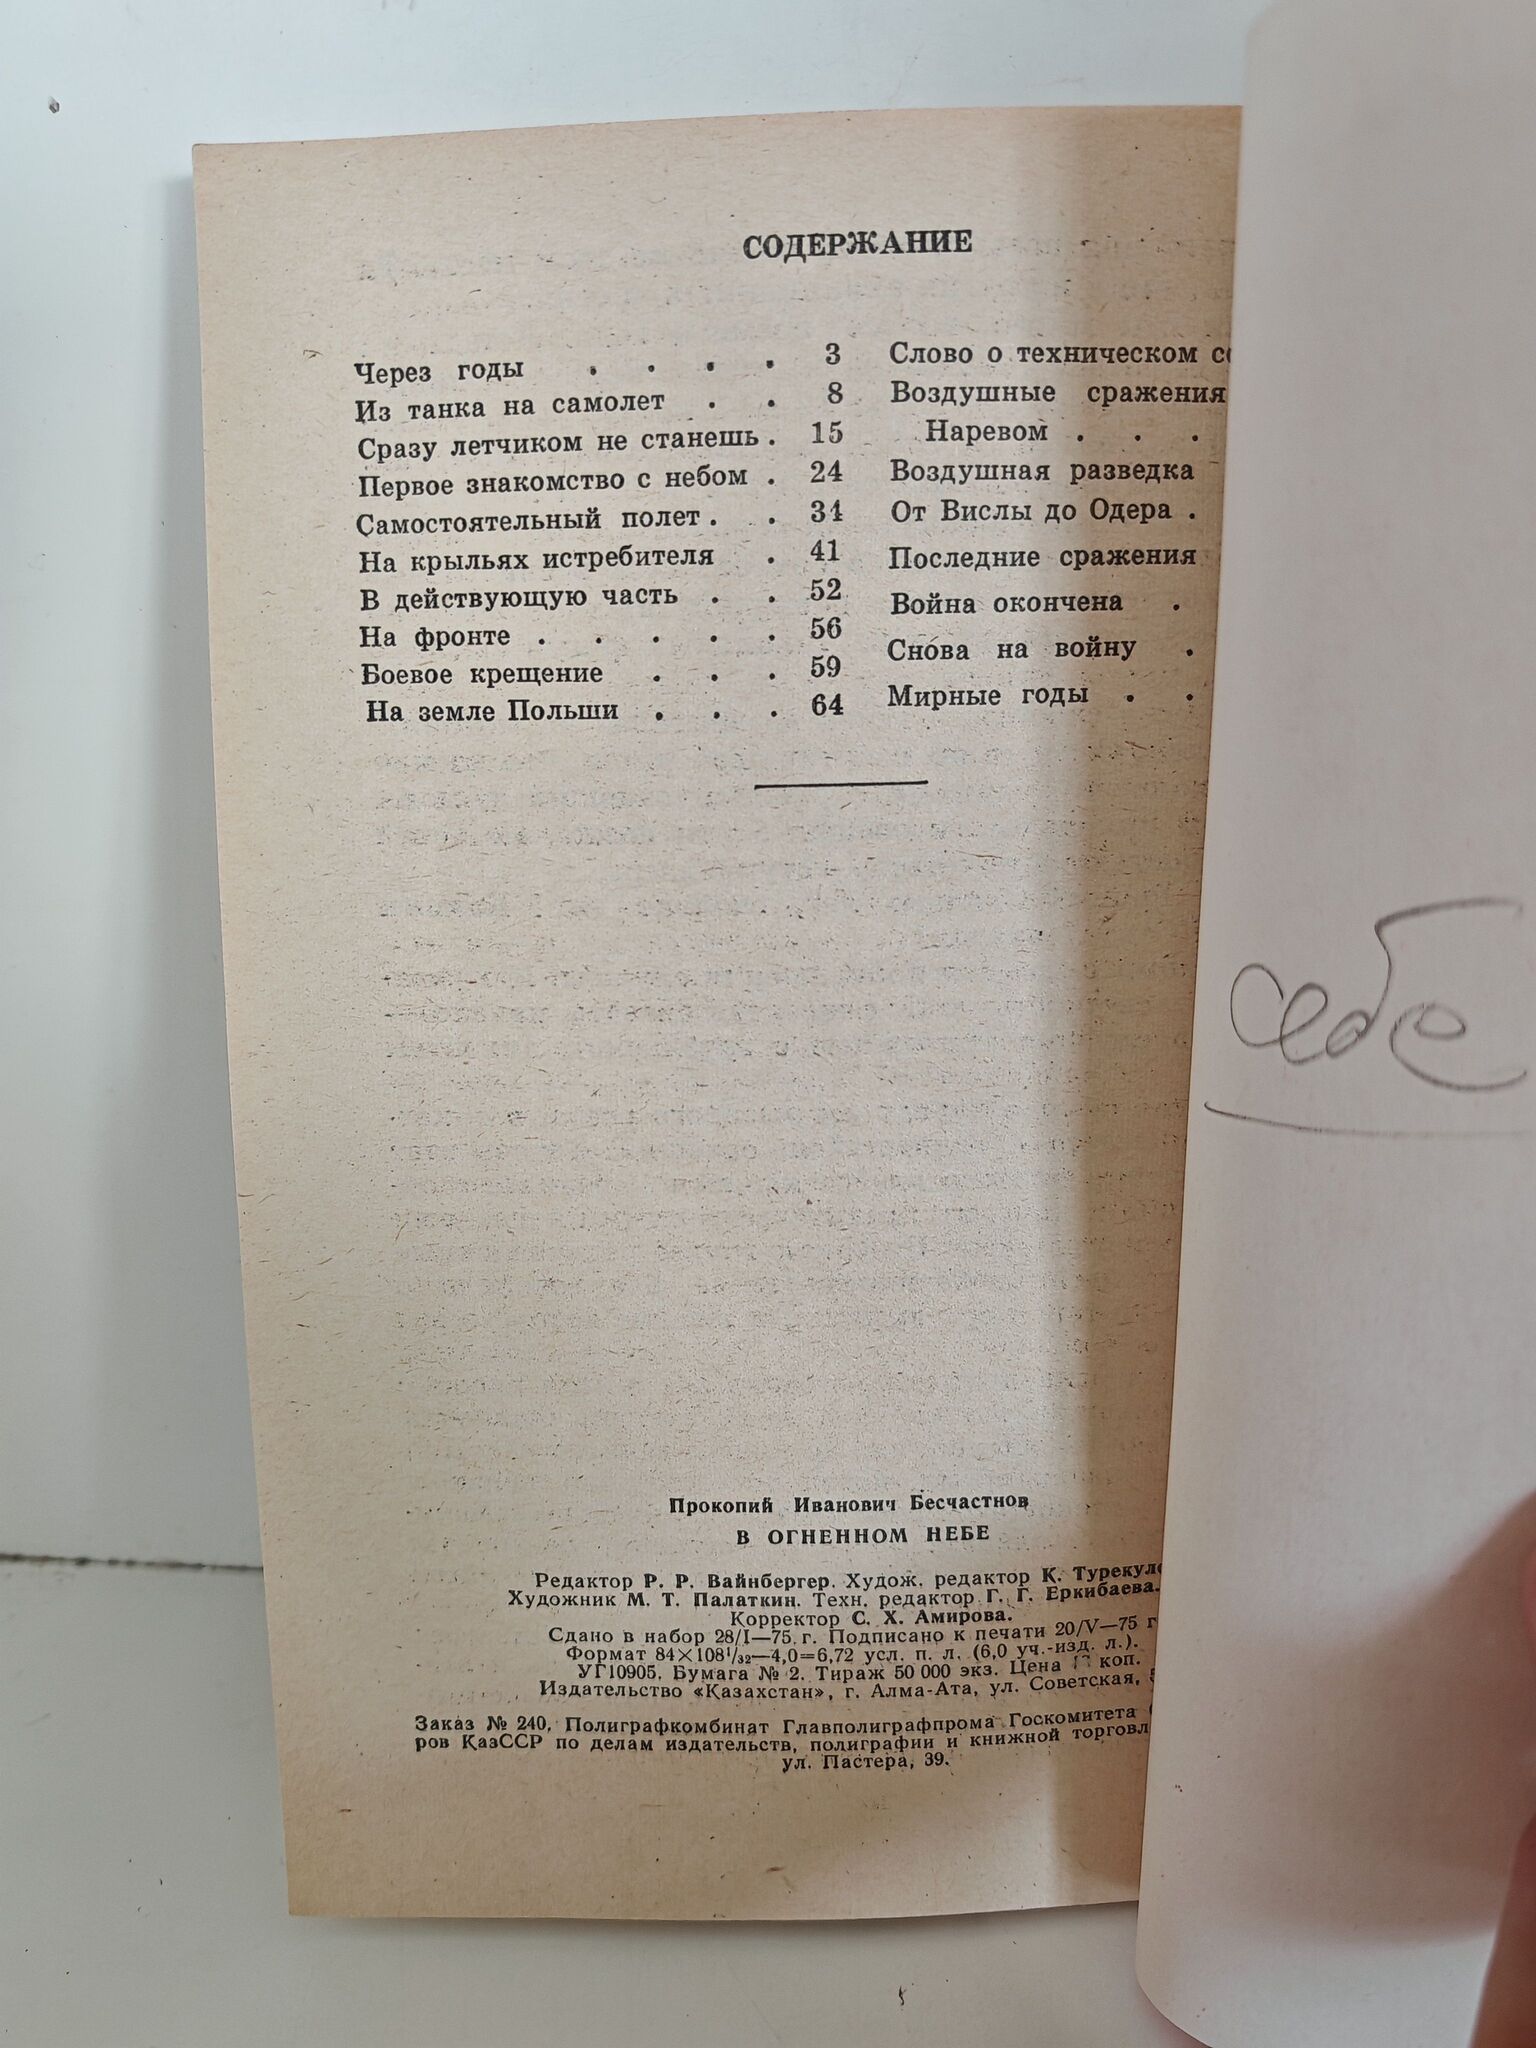 СОДЕРЖАНИЕ
Через годы . . . . 3
Из танка на самолет . . 8
Сразу летчиком не станешь . 15
Первое знакомство с небом . 24
Самостоятельный полет . . 34
На крыльях истребителя . 41
В действующую часть . . 52
На фронте . . . . . 56
Боевое крещение . . . 59
На земле Польши . . . 64
Слово о техническом
Воздушные сражения
Наревом . . .
Воздушная разведка
От Вислы до Одера .
Последние сражения
Война окончена .
Снова на войну .
Мирные годы . .
Прокопий Иванович Бесчастнов
В ОГНЕННОМ НЕБЕ
Редактор Р. Р. Вайнбергер. Худож. редактор К.
Художник М. Т. Палаткин. Техн. редактор Г. Г. Еркибаева.
Корректор С. Х. Амирова.
Сдано в набор 28/I—75. г. Подписано к печати 20/V—75 г
Формат 84×108¹/₃₂—4,0=6,72 усл. п. л. (6,0 уч.-изд. л.).
УГ10905. Бумага № 2. Тираж 50 000 экз. Цена коп.
Издательство «Казахстан», г. Алма-Ата, ул. Советская,
Заказ № 240, Полиграфкомбинат Главполиграфпрома Госкомитета
ров КазССР по делам издательств, полиграфии и книжной
ул. Пастера, 39.
себе